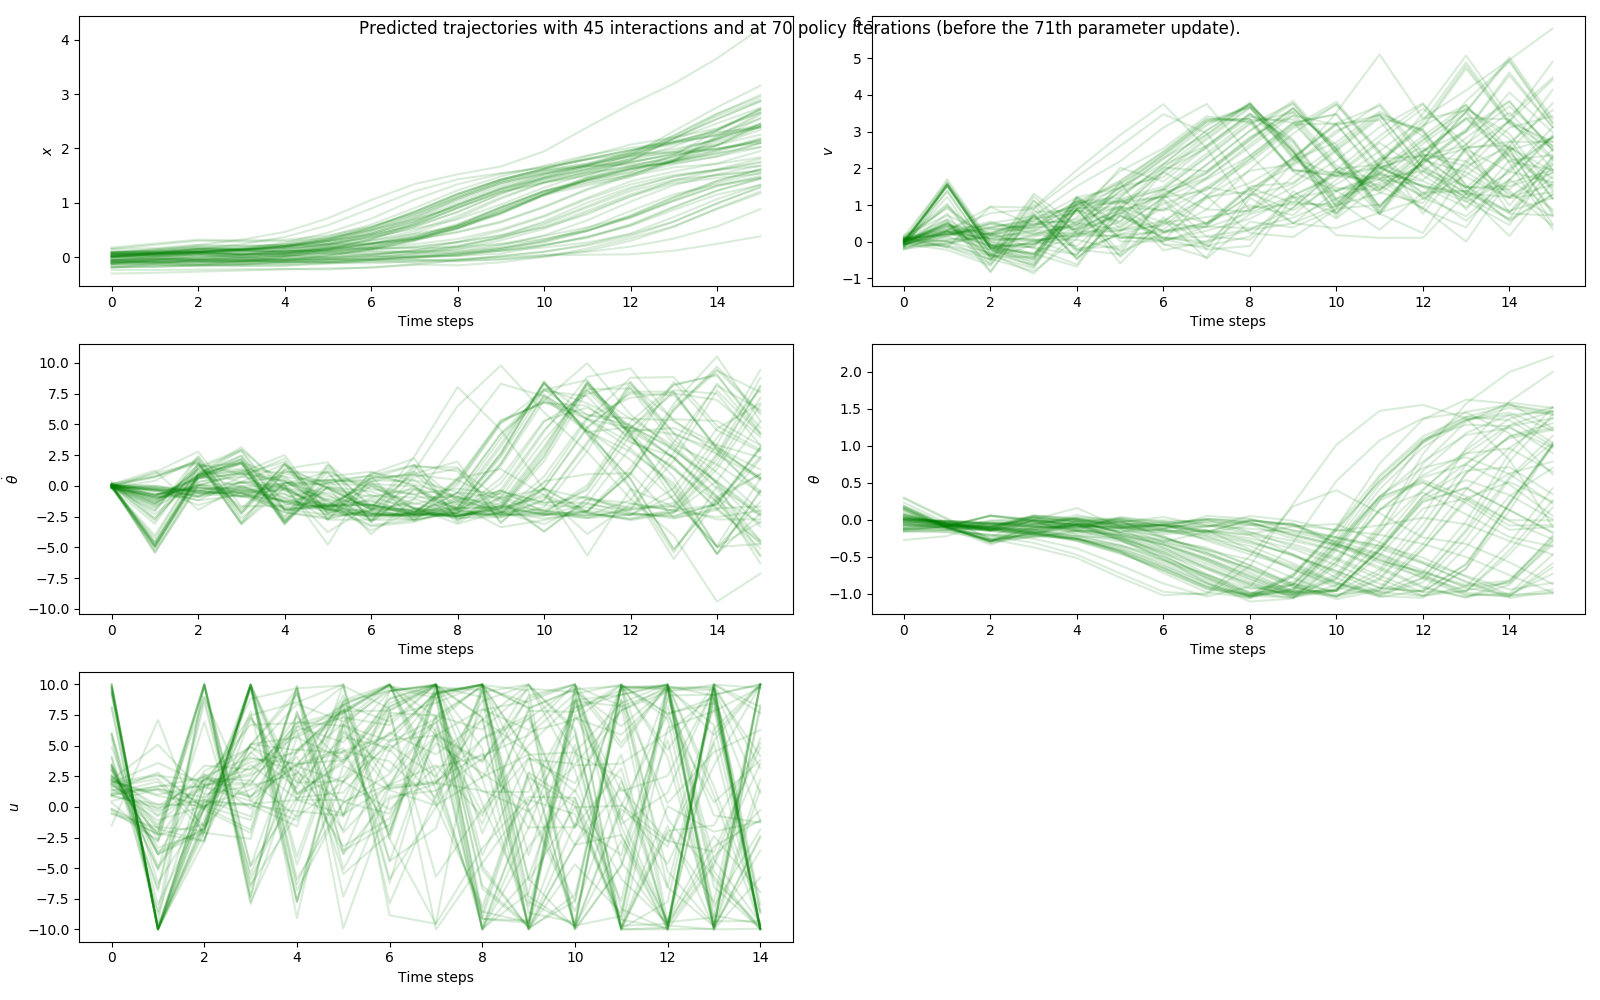 Predicted trajectories with 45 interactions and at 70 policy iterations (before the 71th parameter update).
4
3
2
1
0
x
0 2 4 6 8 10 12 14
Time steps
6
5
4
3
2
1
0
−1
v
0 2 4 6 8 10 12 14
Time steps
10.0
7.5
5.0
2.5
0.0
−2.5
−5.0
−7.5
−10.0
θ̇
0 2 4 6 8 10 12 14
Time steps
2.0
1.5
1.0
0.5
0.0
−0.5
−1.0
θ
0 2 4 6 8 10 12 14
Time steps
10.0
7.5
5.0
2.5
0.0
−2.5
−5.0
−7.5
−10.0
u
0 2 4 6 8 10 12 14
Time steps